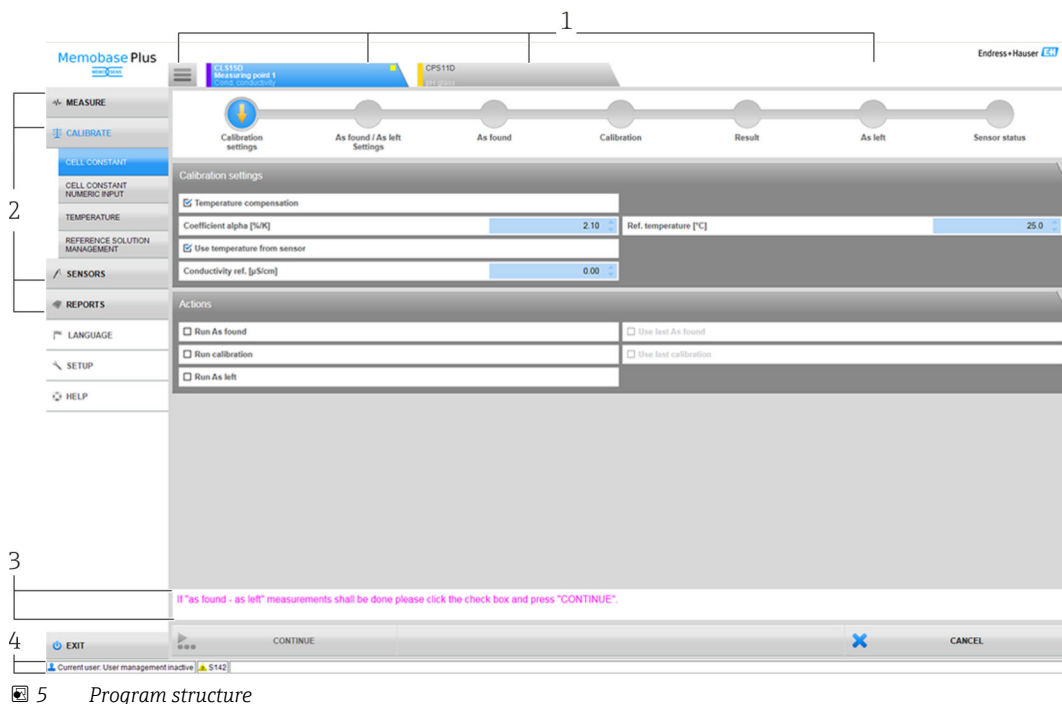 1
Memobase Plus
MEMOSENS
Endress+Hauser EH
CLS15D
Measuring point 1
Cond. conductivity
CPS11D
pH glass
2
MEASURE
CALIBRATE
CELL CONSTANT
CELL CONSTANT
NUMERIC INPUT
TEMPERATURE
REFERENCE SOLUTION
MANAGEMENT
SENSORS
REPORTS
LANGUAGE
SETUP
HELP
Calibration
settings
As found / As left
Settings
As found
Calibration
Result
As left
Sensor status
Calibration settings
Temperature compensation
Coefficient alpha [%/K] 2.10 Ref. temperature [°C] 25.0
Use temperature from sensor
Conductivity ref. [µS/cm] 0.00
Actions
Run As found Use last As found
Run calibration Use last calibration
Run As left
3
If "as found - as left" measurements shall be done please click the check box and press "CONTINUE".
4
EXIT
CONTINUE
CANCEL
Current user: User management inactive S142
5 Program structure